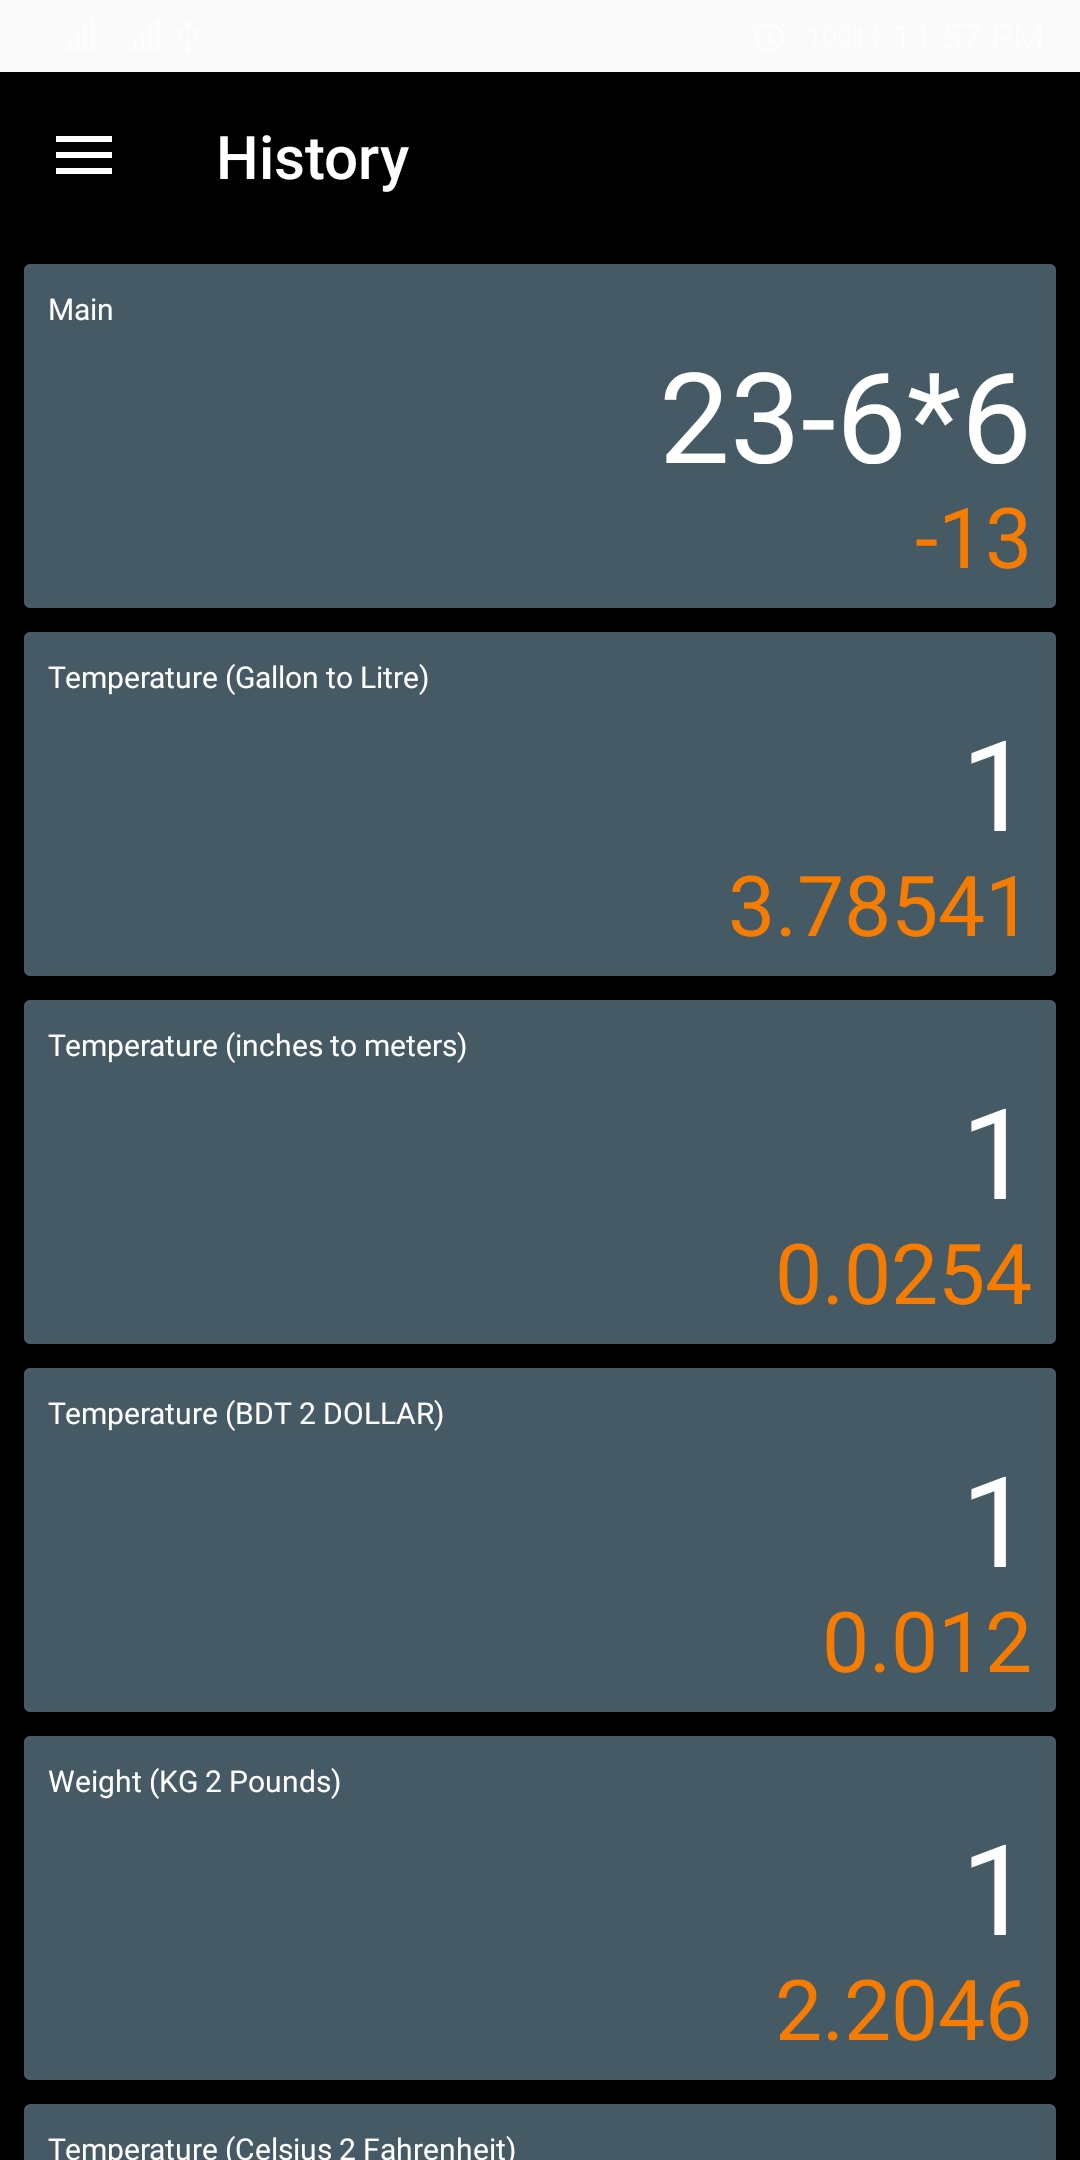 100 11:57 PM
History
Main
23-6*6
-13
Temperature (Gallon to Litre)
1
3.78541
Temperature (inches to meters)
1
0.0254
Temperature (BDT 2 DOLLAR)
1
0.012
Weight (KG 2 Pounds)
1
2.2046
Temperature (Celsius 2 Fahrenheit)